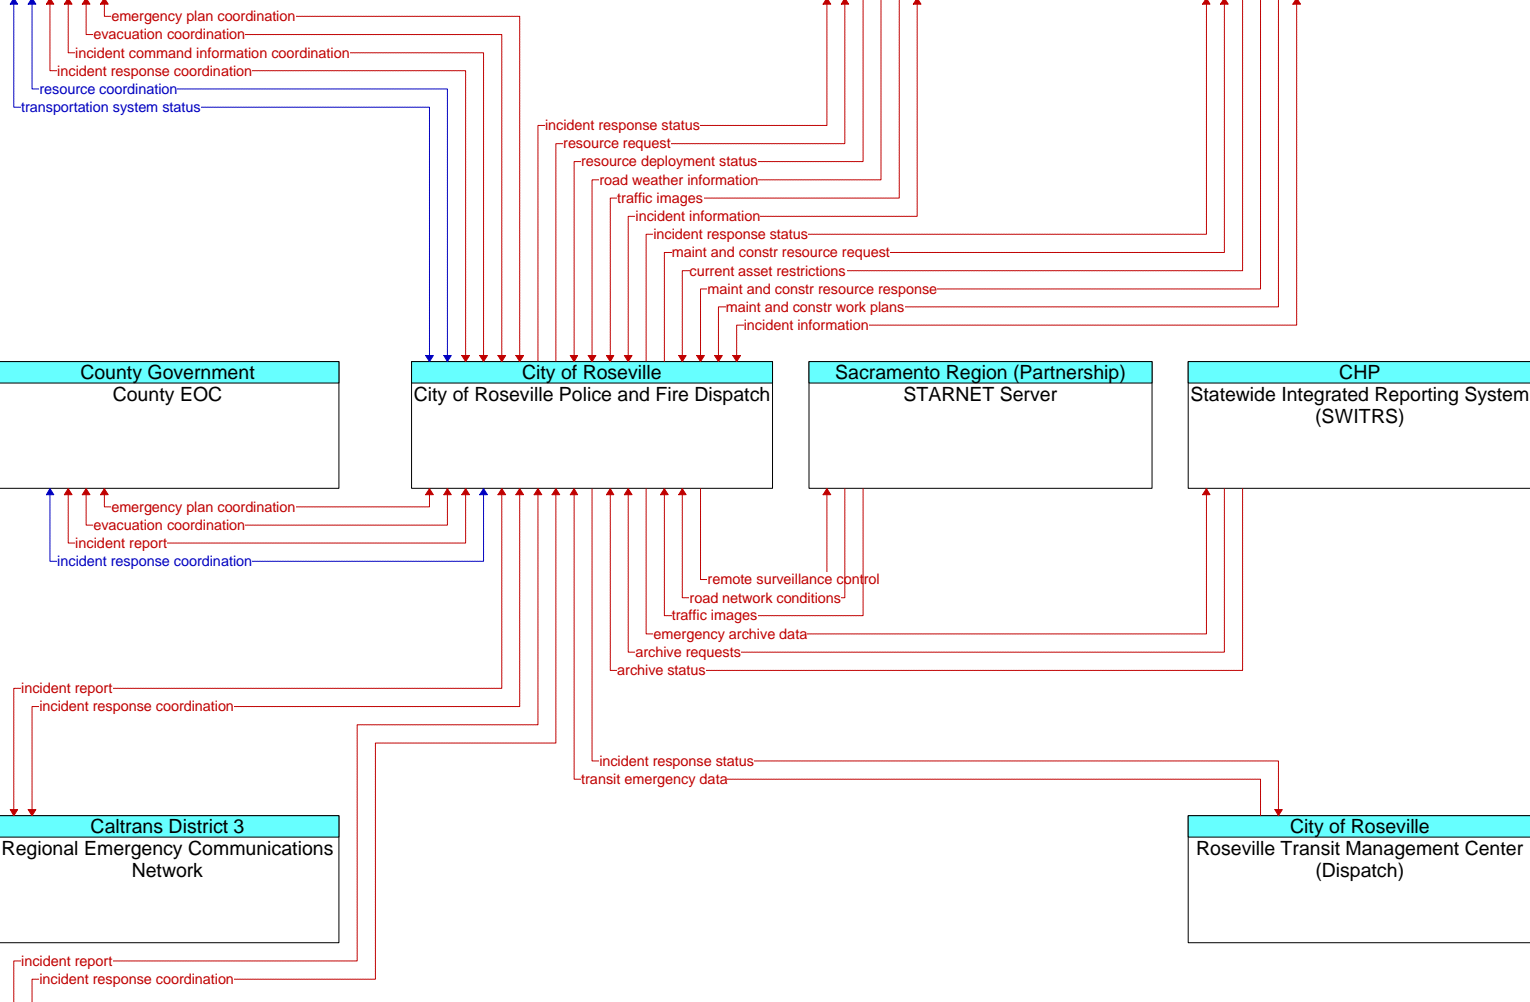 emergency plan coordination
evacuation coordination
incident command information coordination
incident response coordination
resource coordination
transportation system status
incident response status
resource request
resource deployment status
road weather information
traffic images
incident information
incident response status
maint and constr resource request
current asset restrictions
maint and constr resource response
maint and constr work plans
incident information
County Government
County EOC
City of Roseville
City of Roseville Police and Fire Dispatch
Sacramento Region (Partnership)
STARNET Server
CHP
Statewide Integrated Reporting System
(SWITRS)
emergency plan coordination
evacuation coordination
incident report
incident response coordination
remote surveillance control
road network conditions
traffic images
emergency archive data
archive requests
archive status
incident report
incident response coordination
incident response status
transit emergency data
Caltrans District 3
Regional Emergency Communications
Network
City of Roseville
Roseville Transit Management Center
(Dispatch)
incident report
incident response coordination